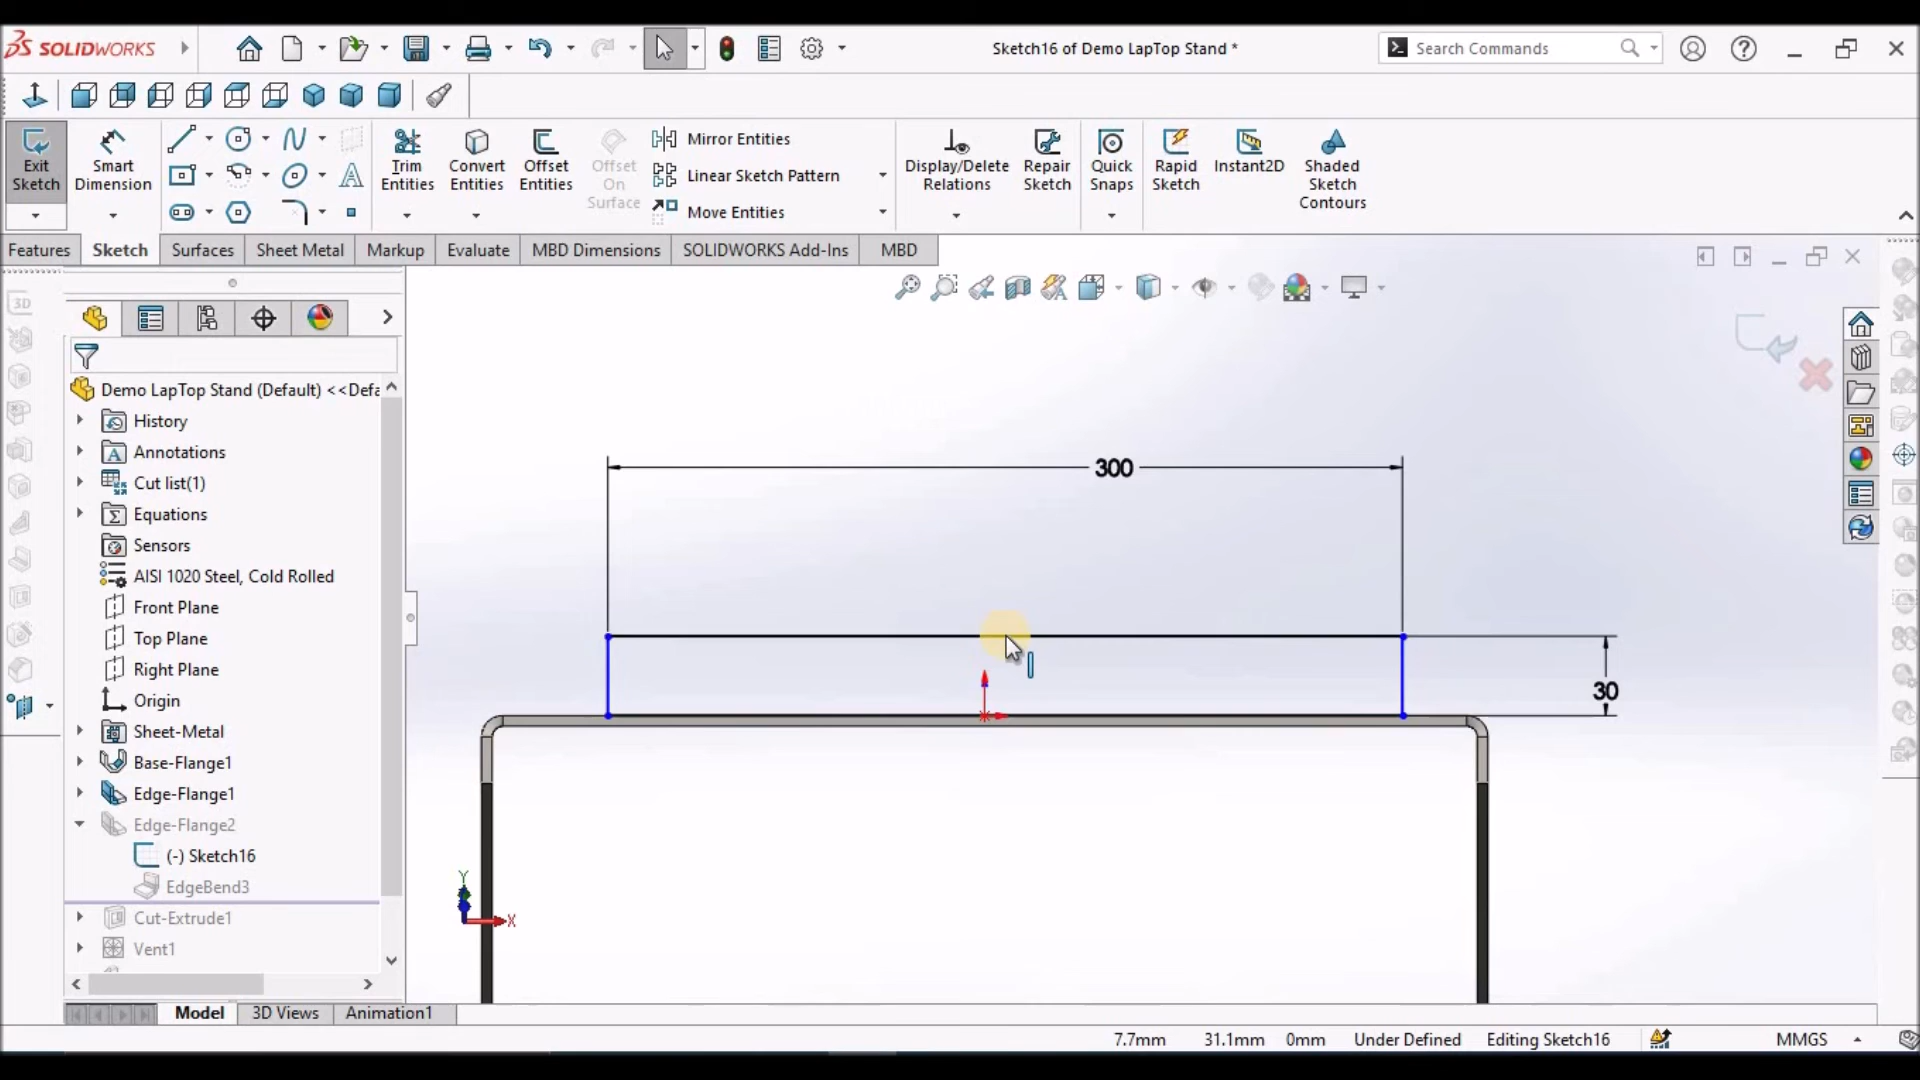 SOLIDWORKS
Sketch16 of Demo LapTop Stand *
Search Commands
Exit Sketch
Smart Dimension
Trim Entities
Convert Entities
Offset Entities
Offset On Surface
Mirror Entities
Linear Sketch Pattern
Move Entities
Display/Delete Relations
Repair Sketch
Quick Snaps
Rapid Sketch
Instant2D
Shaded Sketch Contours
Features
Sketch
Surfaces
Sheet Metal
Markup
Evaluate
MBD Dimensions
SOLIDWORKS Add-Ins
MBD
3D
Demo LapTop Stand (Default) <<Defa
History
Annotations
Cut list(1)
Equations
Sensors
AISI 1020 Steel, Cold Rolled
Front Plane
Top Plane
Right Plane
Origin
Sheet-Metal
Base-Flange1
Edge-Flange1
Edge-Flange2
(-) Sketch16
EdgeBend3
Cut-Extrude1
Vent1
300
30
Y
X
Model
3D Views
Animation1
7.7mm
31.1mm
0mm
Under Defined
Editing Sketch16
MMGS